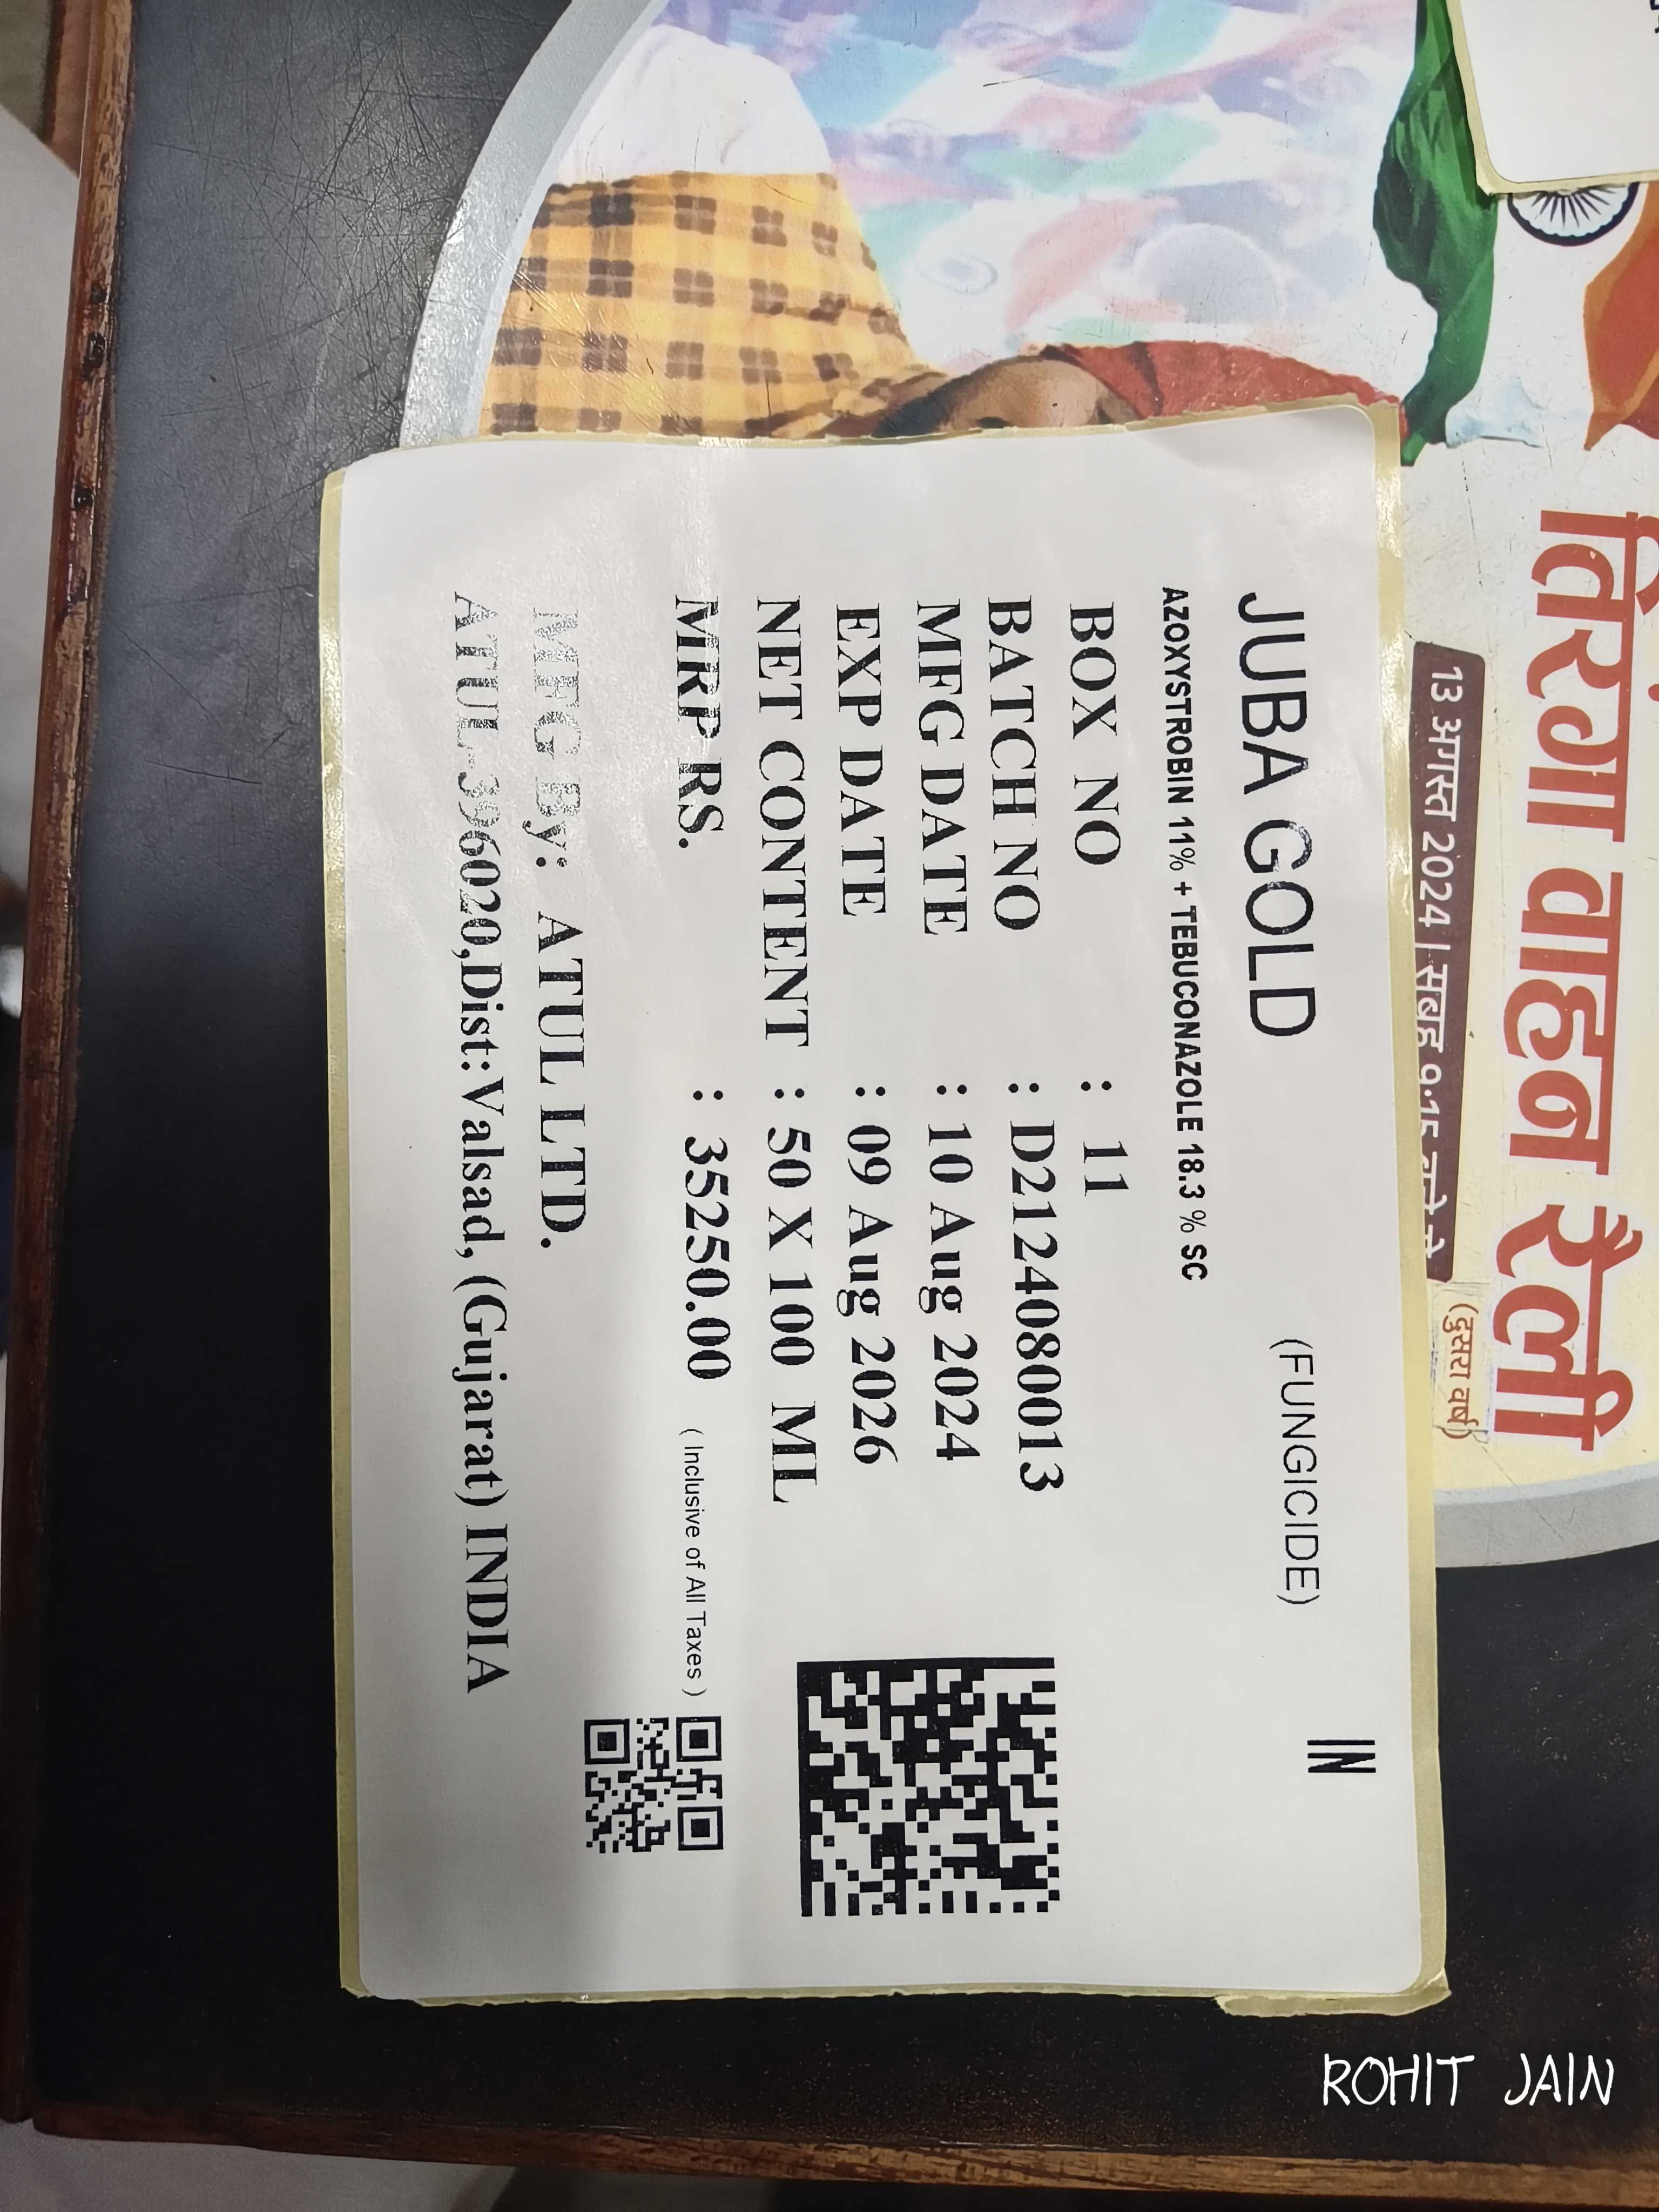 JUBA GOLD (FUNGICIDE) IN
AZOXYSTROBIN 11% + TEBUCONAZOLE 18.3 % SC
BOX NO : 11
BATCH NO : D2124080013
MFG DATE : 10 Aug 2024
EXP DATE : 09 Aug 2026
NET CONTENT : 50 X 100 ML
MRP RS. : 35250.00 ( Inclusive of All Taxes )
MFG By: ATUL LTD.
ATUL-396020,Dist:Valsad, (Gujarat) INDIA
तिरंगा वाहन रैली
(दुसरा वर्ष)
13 अगस्त 2024 | सुबह 9.15
ROHIT JAIN